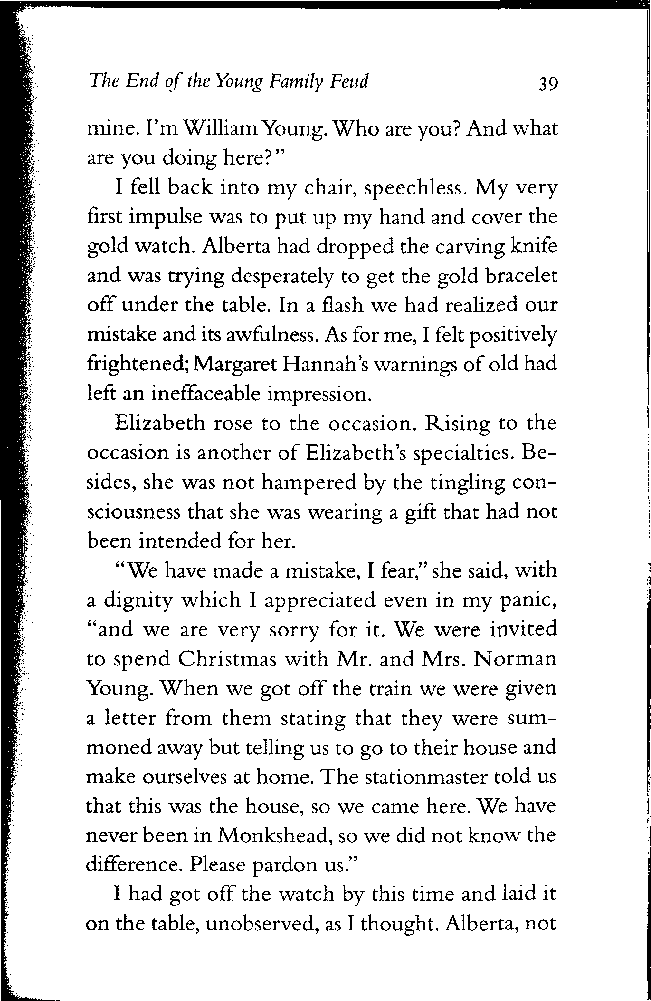 The End of the Young Family Feud 39
mine. I'm William Young. Who are you? And what
are you doing here?"
I fell back into my chair, speechless. My very
first impulse was to put up my hand and cover the
gold watch. Alberta had dropped the carving knife
and was trying desperately to get the gold bracelet
off under the table. In a flash we had realized our
mistake and its awfulness. As for me, I felt positively
frightened; Margaret Hannah's warnings of old had
left an ineffaceable impression.
Elizabeth rose to the occasion. Rising to the
occasion is another of Elizabeth's specialties. Be-
sides, she was not hampered by the tingling con-
sciousness that she was wearing a gift that had not
been intended for her.
"We have made a mistake, I fear," she said, with
a dignity which I appreciated even in my panic,
"and we are very sorry for it. We were invited
to spend Christmas with Mr. and Mrs. Norman
Young. When we got off the train we were given
a letter from them stating that they were sum-
moned away but telling us to go to their house and
make ourselves at home. The stationmaster told us
that this was the house, so we came here. We have
never been in Monkshead, so we did not know the
difference. Please pardon us."
I had got off the watch by this time and laid it
on the table, unobserved, as I thought. Alberta, not